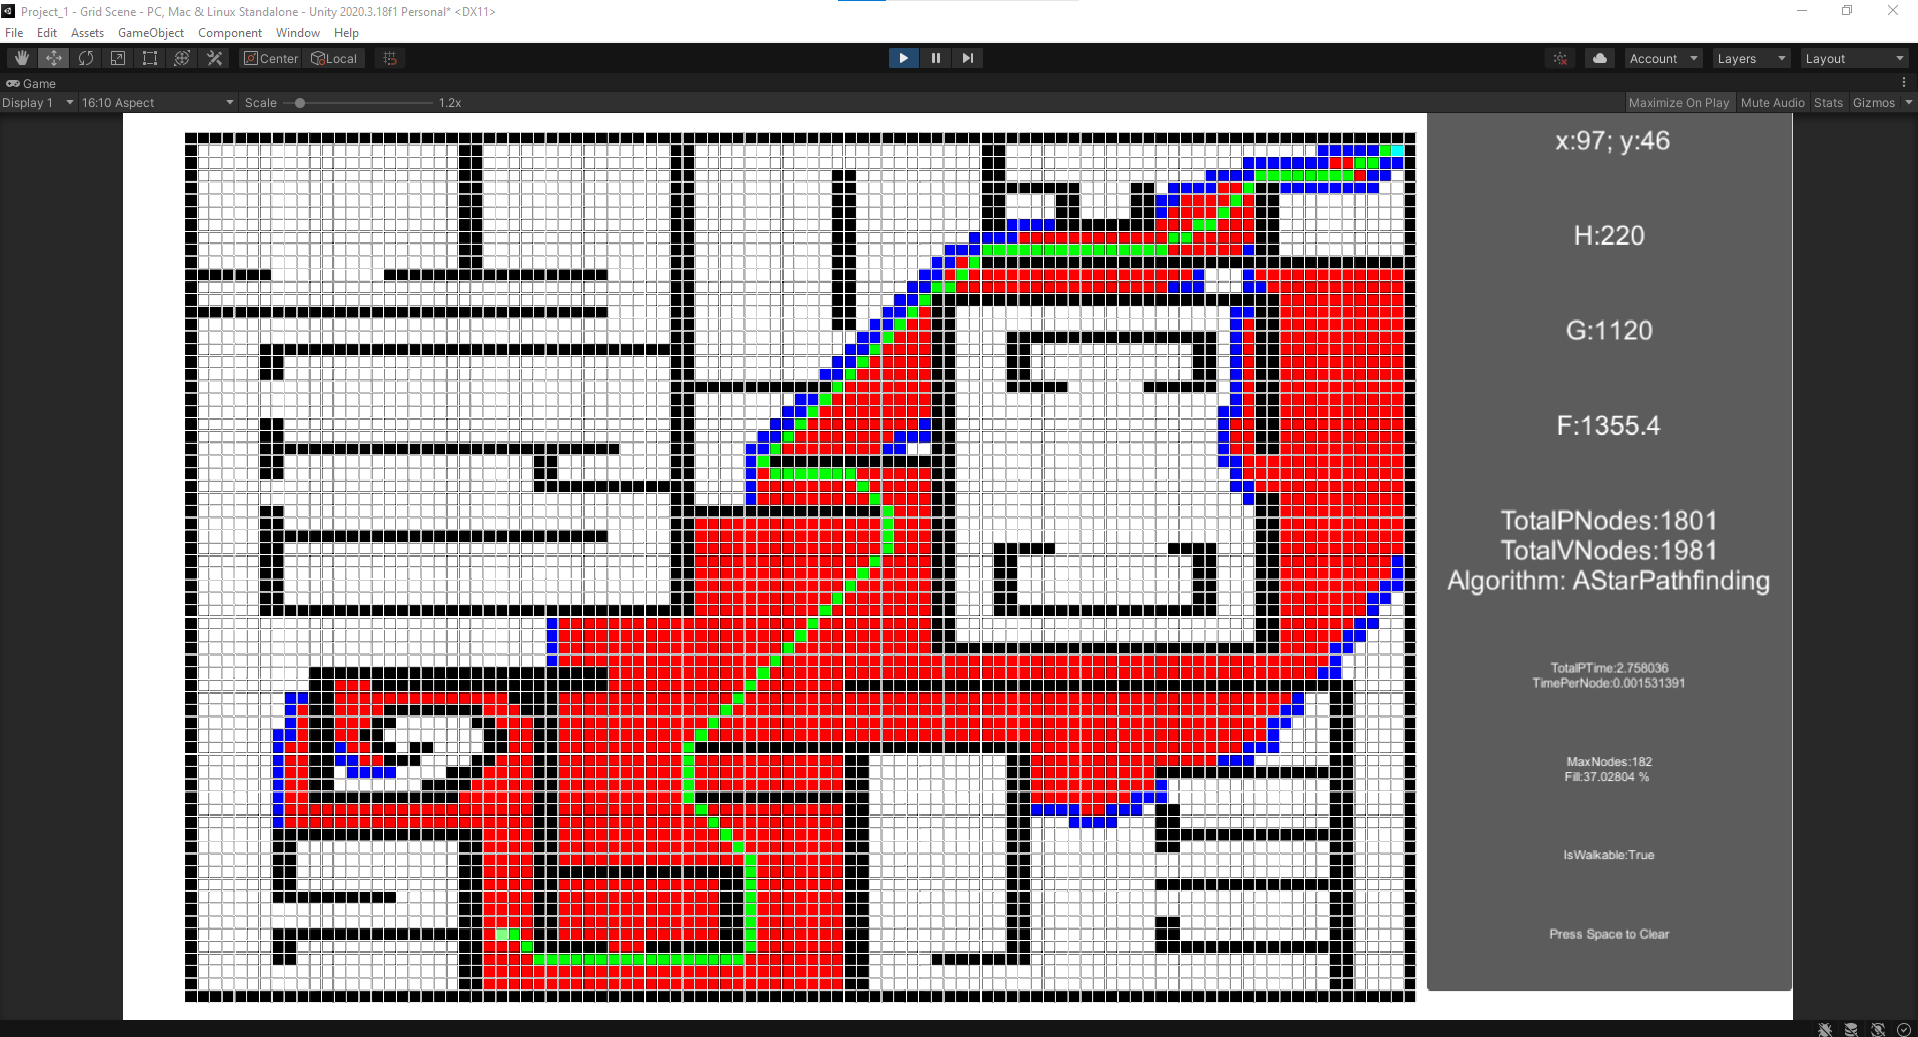 Project_1 - Grid Scene - PC, Mac & Linux Standalone - Unity 2020.3.18f1 Personal* <DX11>
File Edit Assets GameObject Component Window Help
Center Local Account Layers Layout
Game
Display 1 16:10 Aspect Scale 1.2x Maximize On Play Mute Audio Stats Gizmos
x:97; y:46
H:220
G:1120
F:1355.4
TotalPNodes:1801
TotalVNodes:1981
Algorithm: AStarPathfinding
TotalPTime:2.758036
TimePerNode:0.001531391
MaxNodes:182
Fill:37.02804 %
IsWalkable:True
Press Space to Clear